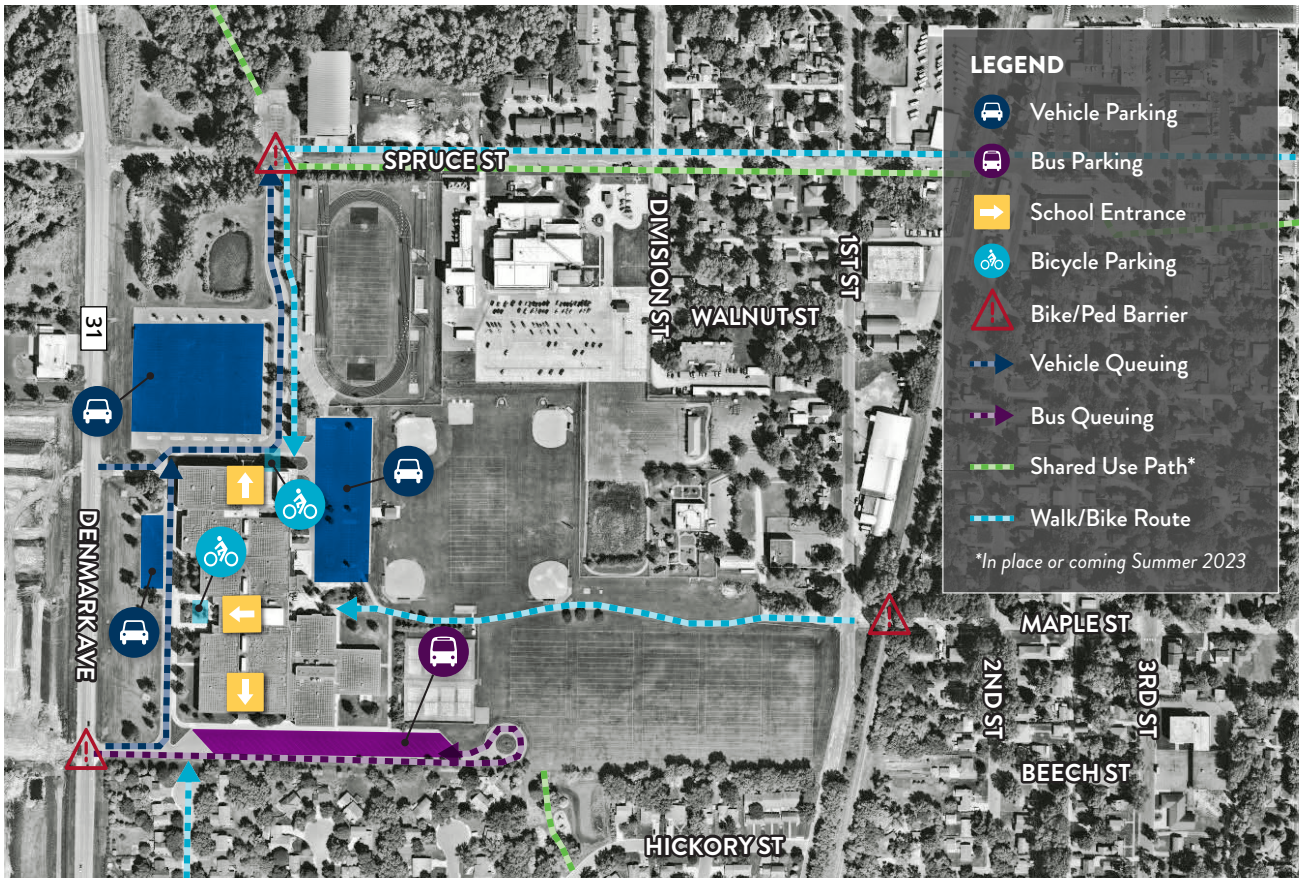 LEGEND
Vehicle Parking
Bus Parking
School Entrance
Bicycle Parking
Bike/Ped Barrier
Vehicle Queuing
Bus Queuing
Shared Use Path*
Walk/Bike Route
*In place or coming Summer 2023
SPRUCE ST
DIVISION ST
1ST ST
WALNUT ST
31
DENMARK AVE
MAPLE ST
2ND ST
3RD ST
BEECH ST
HICKORY ST